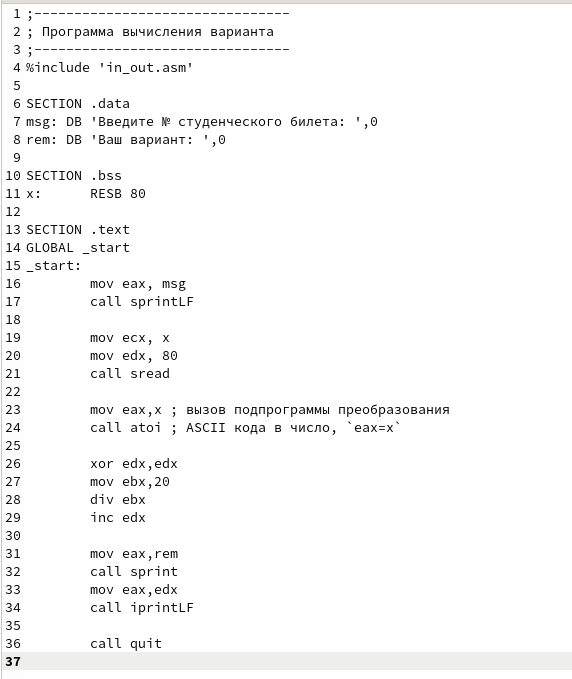 1 ;--------------------------------
2 ; Программа вычисления варианта
3 ;--------------------------------
4 %include 'in_out.asm'
5
6 SECTION .data
7 msg: DB 'Введите № студенческого билета: ',0
8 rem: DB 'Ваш вариант: ',0
9
10 SECTION .bss
11 x:      RESB 80
12
13 SECTION .text
14 GLOBAL _start
15 _start:
16         mov eax, msg
17         call sprintLF
18
19         mov ecx, x
20         mov edx, 80
21         call sread
22
23         mov eax,x ; вызов подпрограммы преобразования
24         call atoi ; ASCII кода в число, `eax=x`
25
26         xor edx,edx
27         mov ebx,20
28         div ebx
29         inc edx
30
31         mov eax,rem
32         call sprint
33         mov eax,edx
34         call iprintLF
35
36         call quit
37